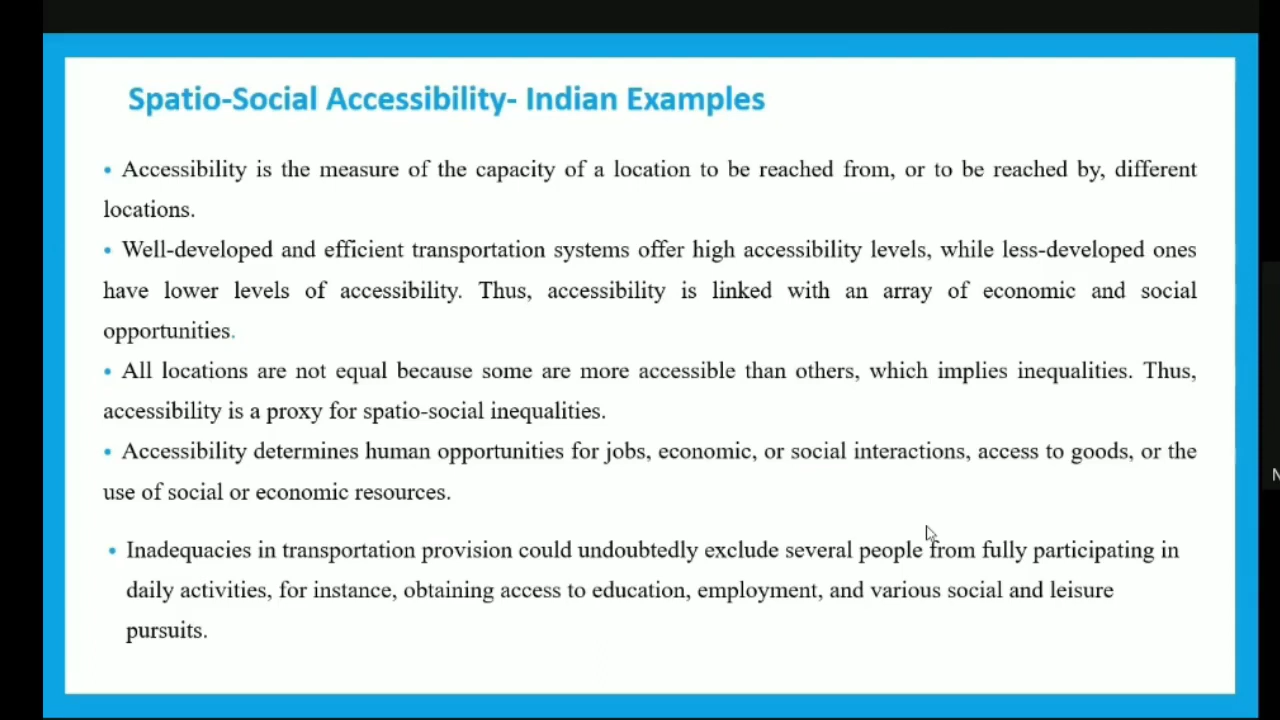 Spatio-Social Accessibility- Indian Examples
• Accessibility is the measure of the capacity of a location to be reached from, or to be reached by, different
locations.
• Well-developed and efficient transportation systems offer high accessibility levels, while less-developed ones
have lower levels of accessibility. Thus, accessibility is linked with an array of economic and social
opportunities.
• All locations are not equal because some are more accessible than others, which implies inequalities. Thus,
accessibility is a proxy for spatio-social inequalities.
• Accessibility determines human opportunities for jobs, economic, or social interactions, access to goods, or the
use of social or economic resources.
• Inadequacies in transportation provision could undoubtedly exclude several people from fully participating in
daily activities, for instance, obtaining access to education, employment, and various social and leisure
pursuits.